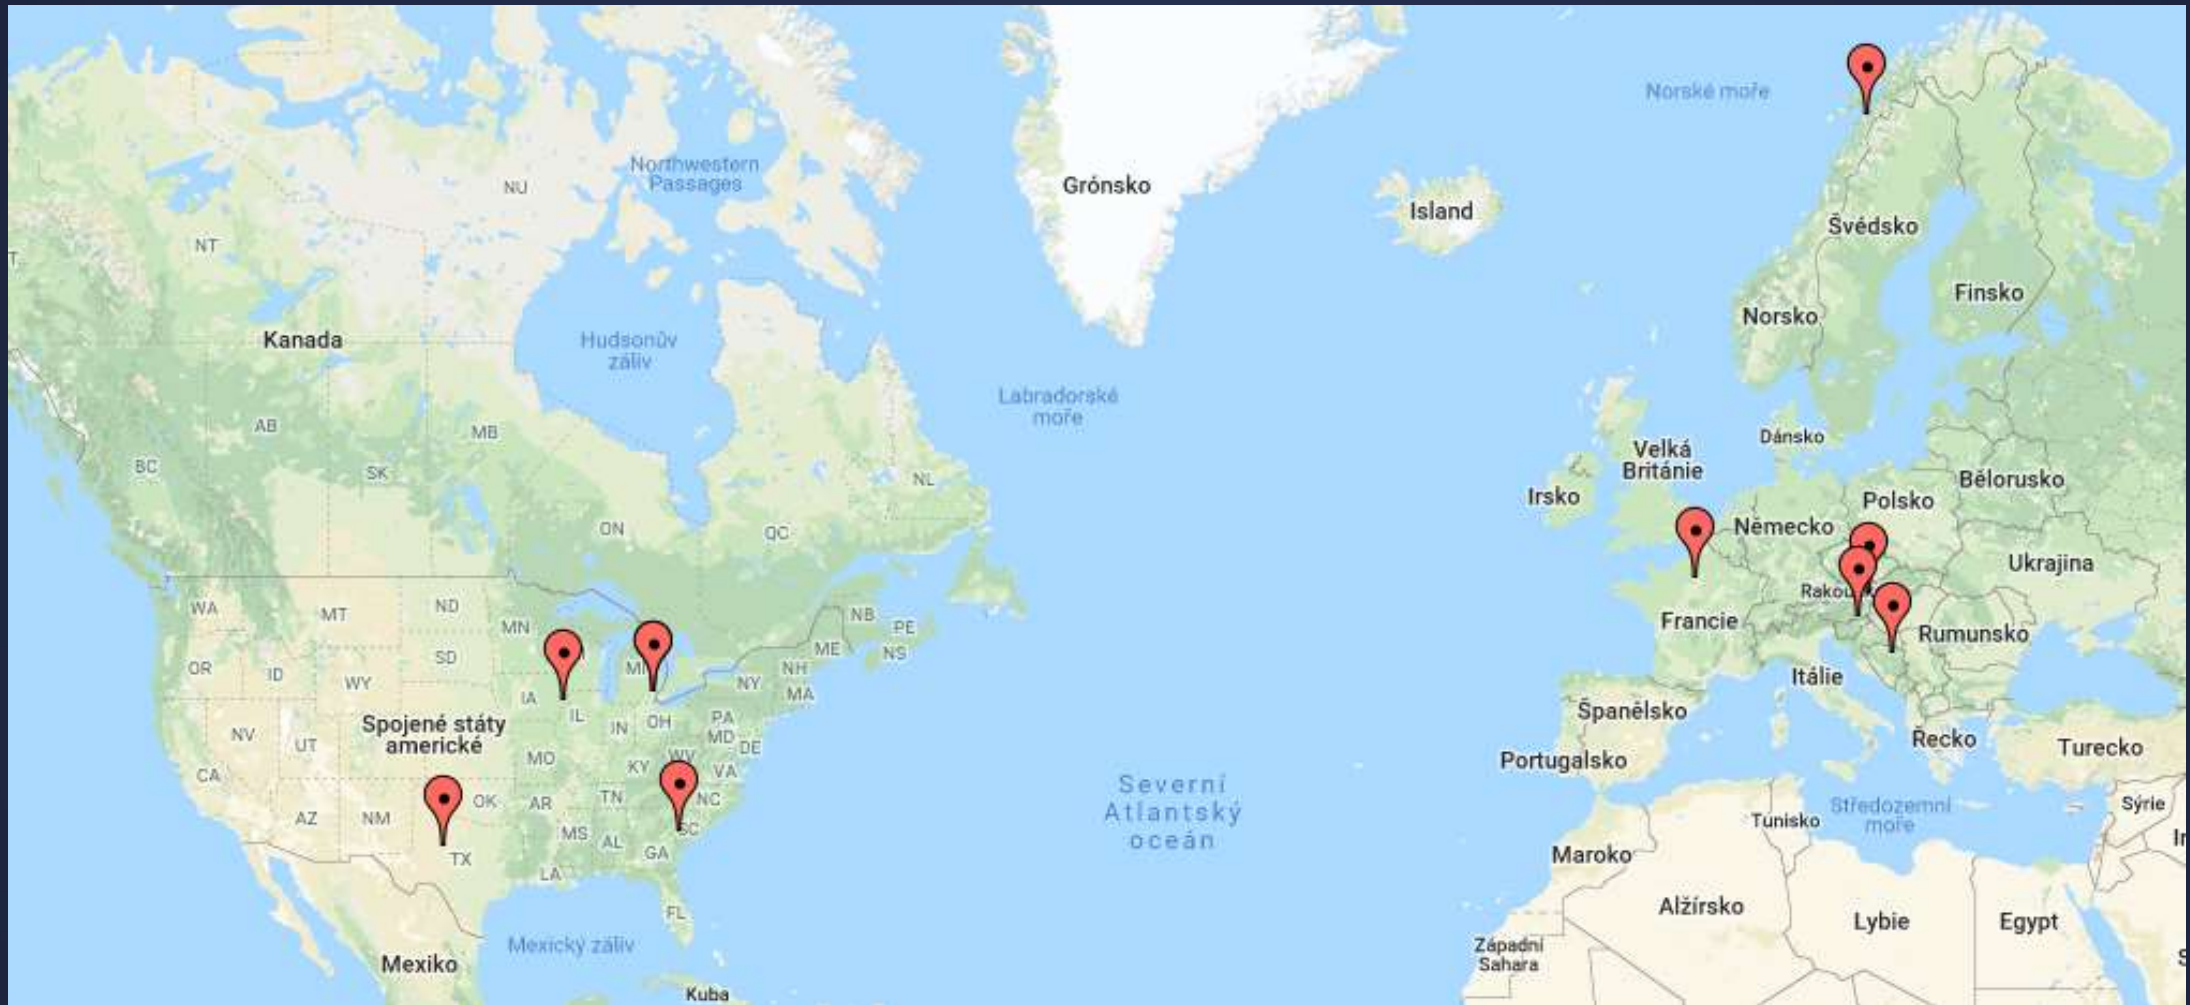 Norské moře
Northwestern
Passages
NU
Grónsko
Island
Švédsko
NT
T
Finsko
Norsko
Kanada
Hudsonův
záliv
Labradorské
moře
AB
MB
Dánsko
Velká
Británie
BC
SK
NL
Bělorusko
Irsko
Polsko
ON
QC
Německo
Ukrajina
WA
MT
ND
Francie
NB
PE
MN
Rumunsko
ME
NS
SD
OR
ID
WY
NH
NY
MA
Itálie
IA
IL
IN
OH
PA
MD
DE
Španělsko
Spojené státy
americké
NV
UT
Řecko
Turecko
MO
KY
WV
VA
CA
Portugalsko
Severní
Atlantský
oceán
OK
AR
TN
NC
Středozemní
moře
Sýrie
AZ
NM
Tunisko
MS
AL
SC
GA
TX
Maroko
LA
FL
Alžírsko
Lybie
Egypt
Mexický záliv
Západní
Sahara
Mexiko
Kuba